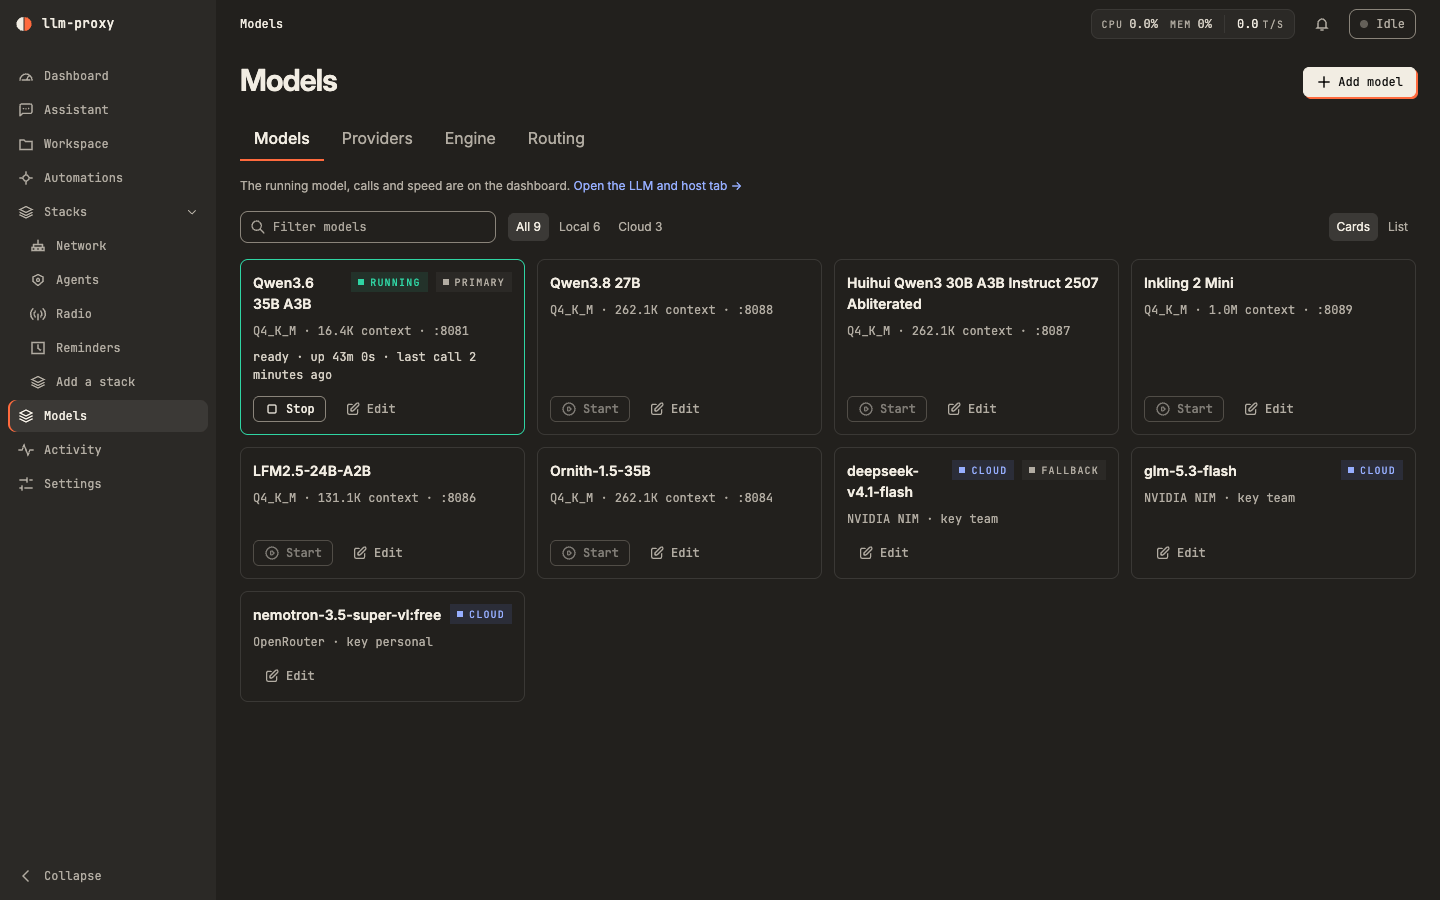 llm-proxy
Dashboard
Assistant
Workspace
Automations
Stacks
Network
Agents
Radio
Reminders
Add a stack
Models
Activity
Settings
Collapse
Models
CPU 0.0% MEM 0% 0.0 T/S
Idle
Models
Add model
Models Providers Engine Routing
The running model, calls and speed are on the dashboard. Open the LLM and host tab →
Filter models
All 9 Local 6 Cloud 3
Cards List
Qwen3.6 35B A3B
RUNNING PRIMARY
Q4_K_M · 16.4K context · :8081
ready · up 43m 0s · last call 2
minutes ago
Stop Edit
Qwen3.8 27B
Q4_K_M · 262.1K context · :8088
Start Edit
Huihui Qwen3 30B A3B Instruct 2507
Abliterated
Q4_K_M · 262.1K context · :8087
Start Edit
Inkling 2 Mini
Q4_K_M · 1.0M context · :8089
Start Edit
LFM2.5-24B-A2B
Q4_K_M · 131.1K context · :8086
Start Edit
Ornith-1.5-35B
Q4_K_M · 262.1K context · :8084
Start Edit
deepseek-
v4.1-flash
CLOUD FALLBACK
NVIDIA NIM · key team
Edit
glm-5.3-flash
CLOUD
NVIDIA NIM · key team
Edit
nemotron-3.5-super-vl:free
CLOUD
OpenRouter · key personal
Edit